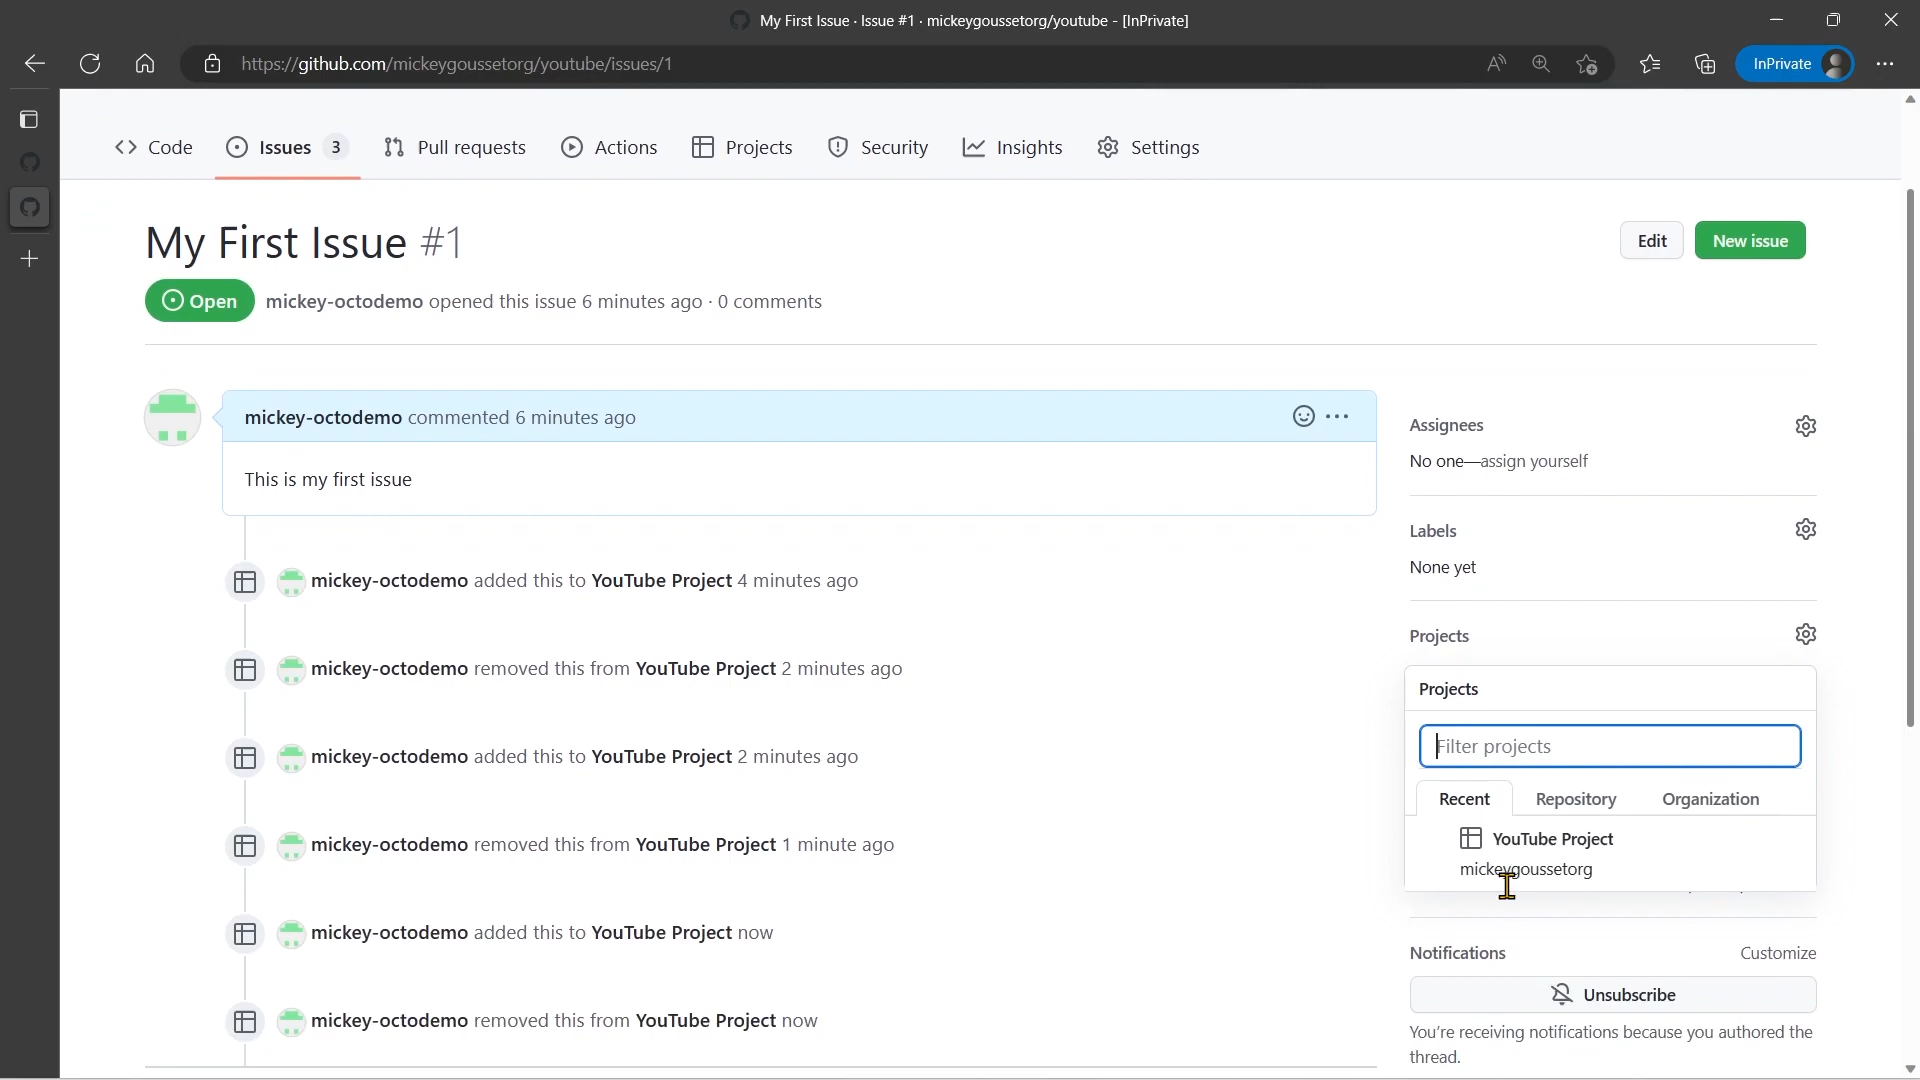 My First Issue · Issue #1 · mickeygoussetorg/youtube - [InPrivate]
https://github.com/mickeygoussetorg/youtube/issues/1
InPrivate
Code
Issues 3
Pull requests
Actions
Projects
Security
Insights
Settings
My First Issue #1
Edit
New issue
Open
mickey-octodemo opened this issue 6 minutes ago · 0 comments
mickey-octodemo commented 6 minutes ago
This is my first issue
mickey-octodemo added this to YouTube Project 4 minutes ago
mickey-octodemo removed this from YouTube Project 2 minutes ago
mickey-octodemo added this to YouTube Project 2 minutes ago
mickey-octodemo removed this from YouTube Project 1 minute ago
mickey-octodemo added this to YouTube Project now
mickey-octodemo removed this from YouTube Project now
Assignees
No one—assign yourself
Labels
None yet
Projects
Projects
Filter projects
Recent
Repository
Organization
YouTube Project
mickeygoussetorg
Notifications
Customize
Unsubscribe
You're receiving notifications because you authored the
thread.